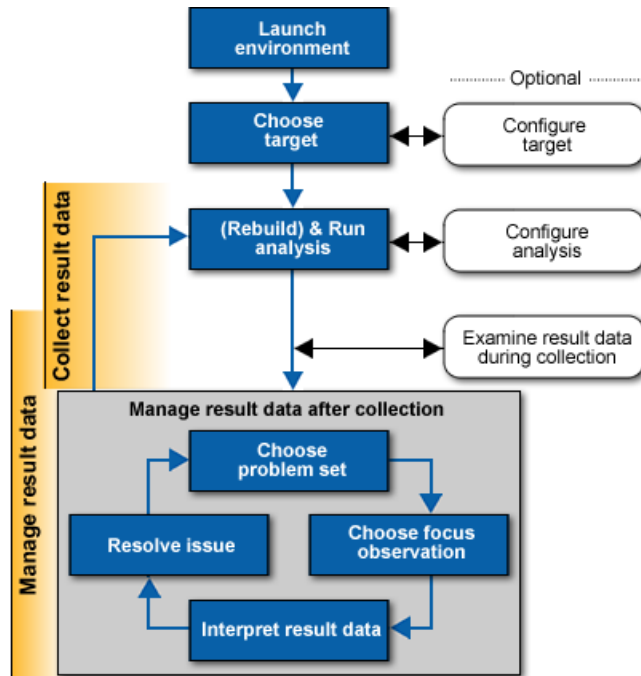 Launch
environment
Optional
Choose
target
Configure
target
(Rebuild) & Run
analysis
Configure
analysis
Collect result data
Examine result data
during collection
Manage result data
Manage result data after collection
Choose
problem set
Resolve issue
Choose focus
observation
Interpret result data